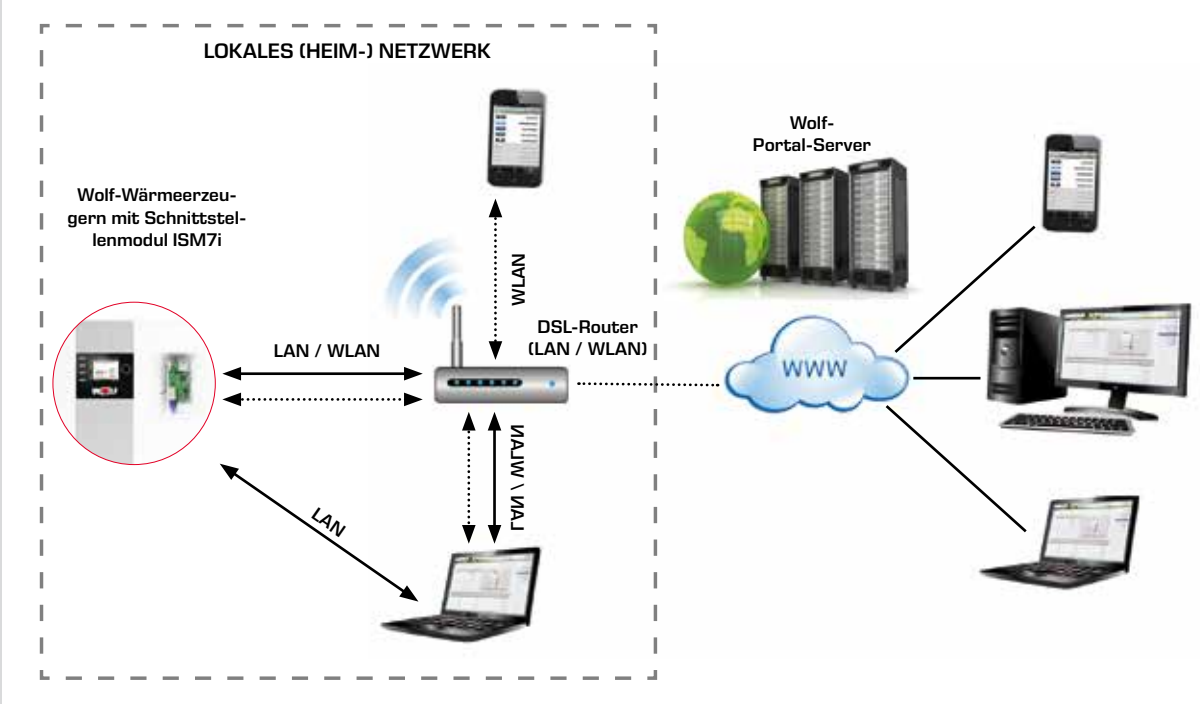 LOKALES (HEIM-) NETZWERK
Wolf-
Portal-Server
Wolf-Wärmeerzeu-
gern mit Schnittstel-
lenmodul ISM7i
WLAN
DSL-Router
(LAN / WLAN)
LAN / WLAN
WWW
LAN / WLAN
LAN